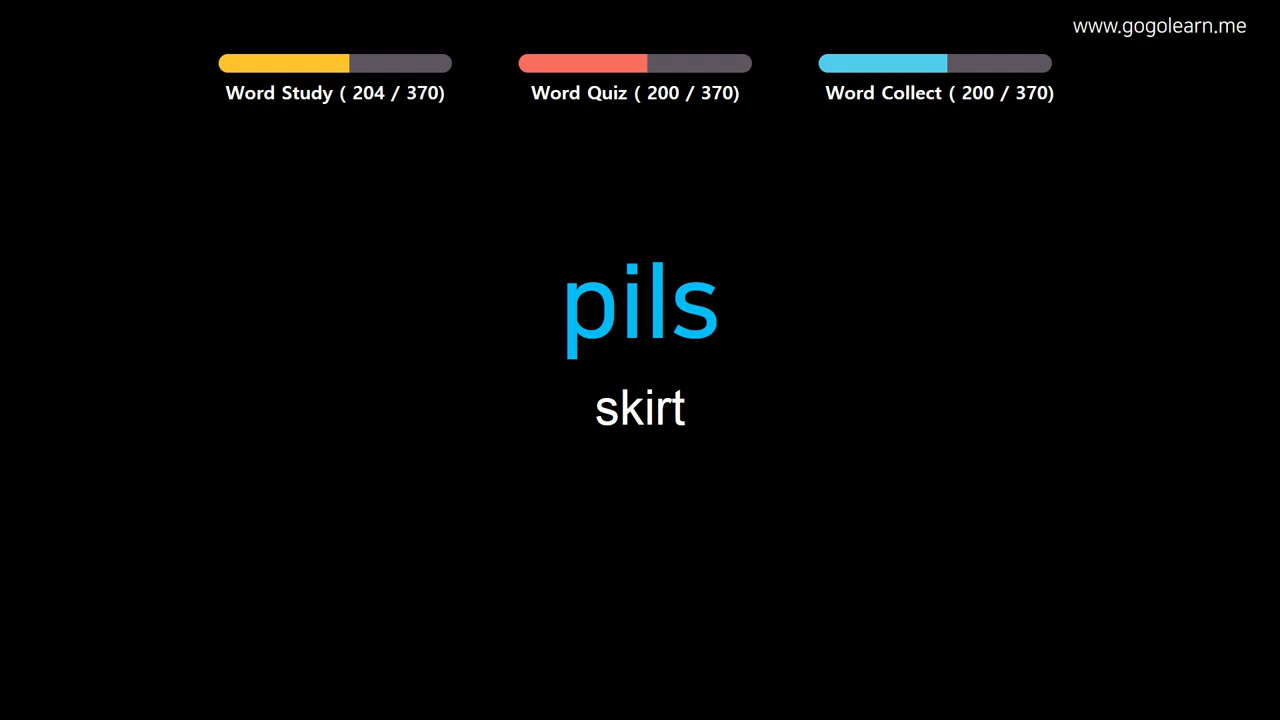 www.gogolearn.me
Word Study ( 204 / 370)
Word Quiz ( 200 / 370)
Word Collect ( 200 / 370)
pils
skirt